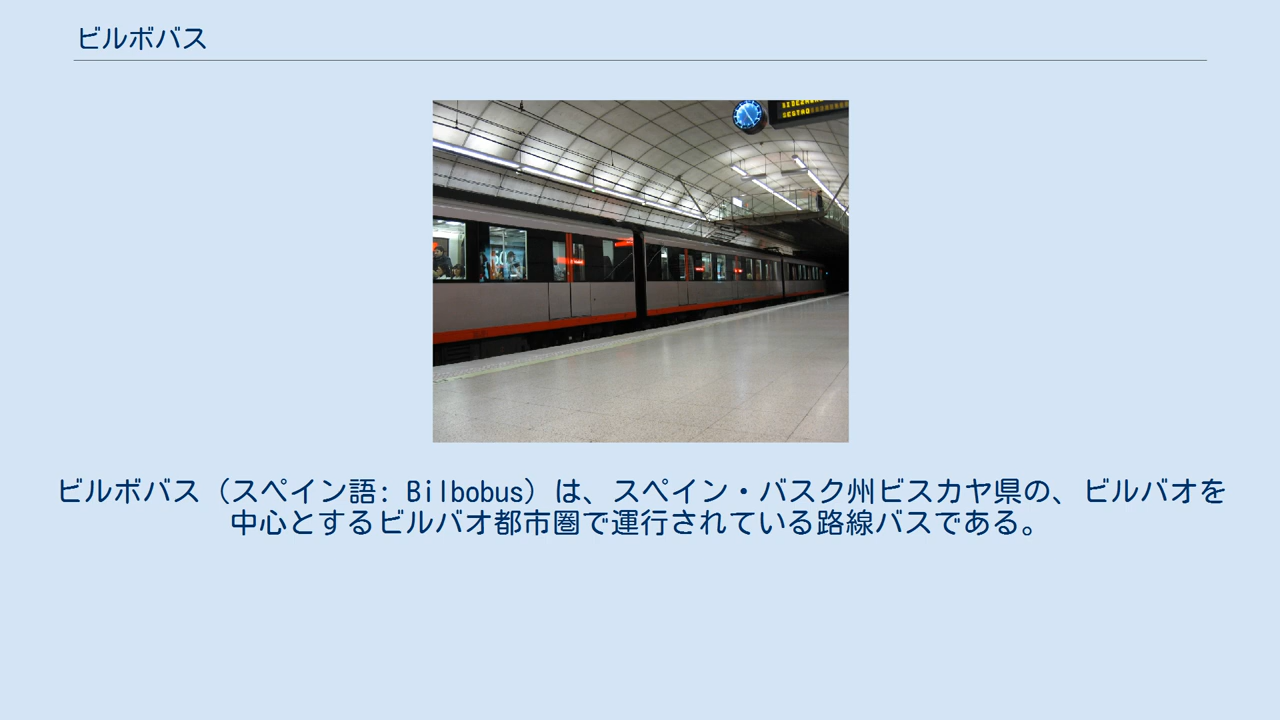 ビルボバス
GESTAO
ビルボバス（スペイン語: Bilbobus）は、スペイン・バスク州ビスカヤ県の、ビルバオを
中心とするビルバオ都市圏で運行されている路線バスである。